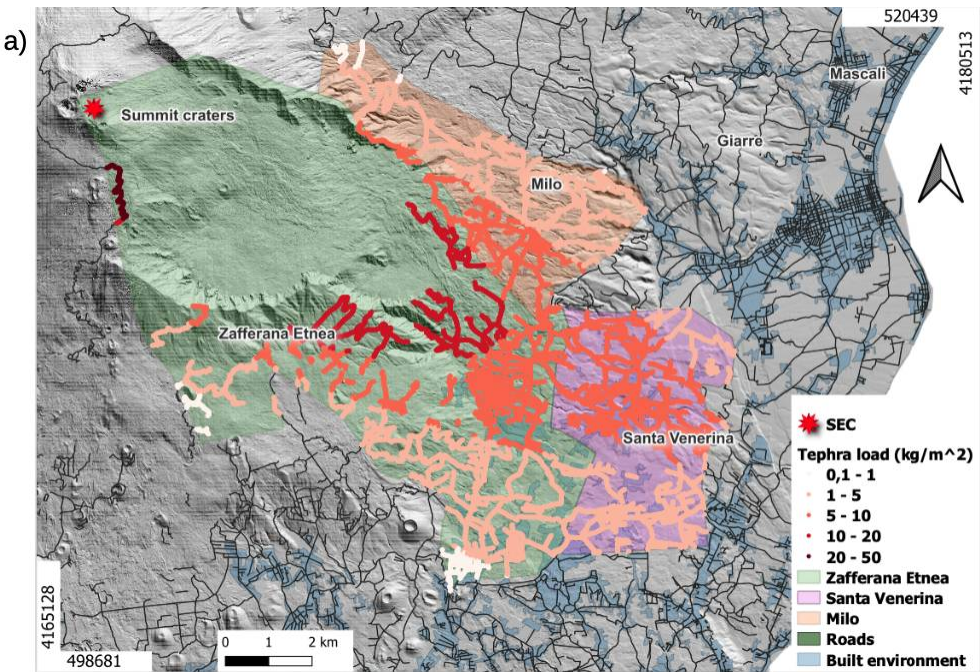 a)
520439
4180513
Mascali
Summit craters
Giarre
Milo
Zafferana Etnea
Santa Venerina
SEC
Tephra load (kg/m^2)
0,1 - 1
1 - 5
5 - 10
10 - 20
20 - 50
Zafferana Etnea
Santa Venerina
Milo
Roads
Built environment
4165128
498681
0 1 2 km